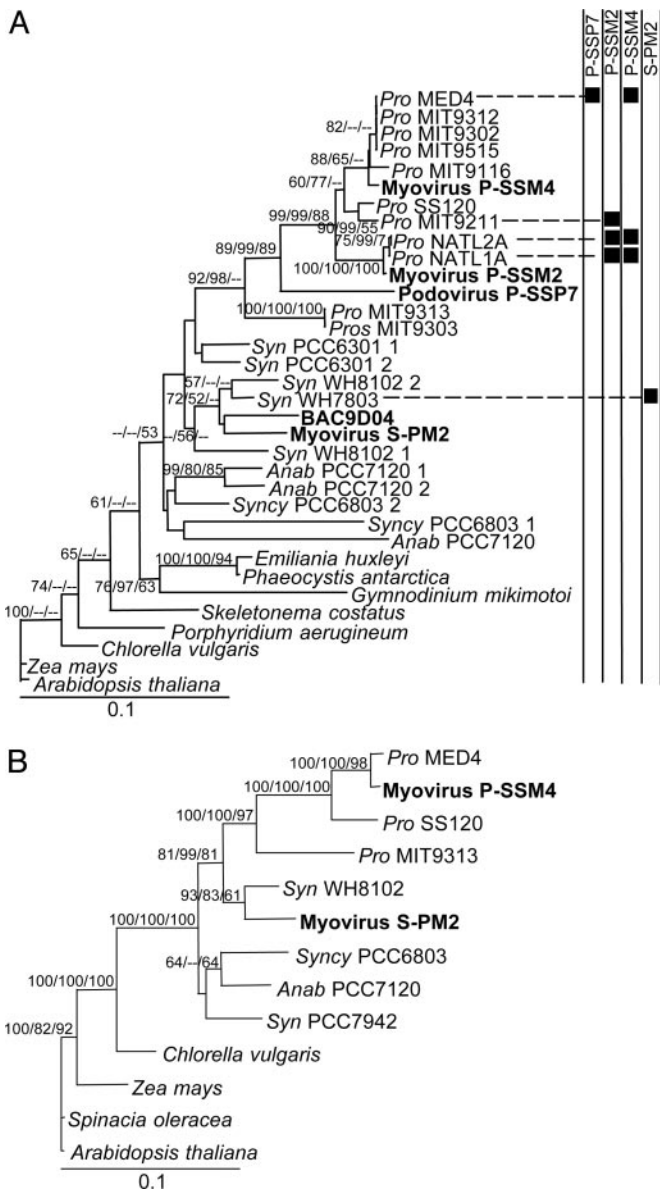 A
P-SSP7
P-SSM2
P-SSM4
S-PM2
Pro MED4
Pro MIT9312
82/--/--
Pro MIT9302
Pro MIT9515
88/65/--
Pro MIT9116
60/77/--
Myovirus P-SSM4
Pro SS120
99/99/88
Pro MIT9211
90/99/55
75/99/71
Pro NATL2A
89/99/89
Pro NATL1A
100/100/100
Myovirus P-SSM2
92/98/--
Podovirus P-SSP7
100/100/100
Pro MIT9313
Pros MIT9303
Syn PCC6301 1
Syn PCC6301 2
57/--/--
Syn WH8102 2
72/52/--
Syn WH7803
BAC9D04
--/--/53
--/56/--
Myovirus S-PM2
Syn WH8102 1
99/80/85
Anab PCC7120 1
Anab PCC7120 2
61/--/--
Syncy PCC6803 2
Syncy PCC6803 1
Anab PCC7120
65/--/--
100/100/94
Emiliania huxleyi
Phaeocystis antarctica
74/--/--
76/97/63
Gymnodinium mikimotoi
100/--/--
Skeletonema costatus
Porphyridium aerugineum
Chlorella vulgaris
Zea mays
Arabidopsis thaliana
0.1
B
100/100/98
Pro MED4
100/100/100
Myovirus P-SSM4
100/100/97
Pro SS120
81/99/81
Pro MIT9313
93/83/61
Syn WH8102
100/100/100
Myovirus S-PM2
64/--/64
Syncy PCC6803
100/100/100
Anab PCC7120
Syn PCC7942
100/82/92
Chlorella vulgaris
Zea mays
Spinacia oleracea
Arabidopsis thaliana
0.1